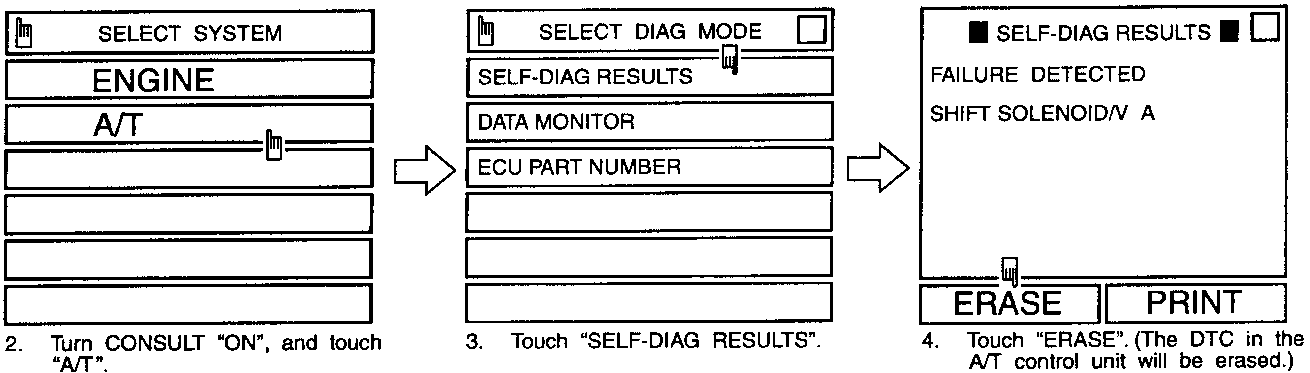 SELECT SYSTEM
ENGINE
A/T
2. Turn CONSULT "ON", and touch
"A/T".
SELECT DIAG MODE
SELF-DIAG RESULTS
DATA MONITOR
ECU PART NUMBER
3. Touch "SELF-DIAG RESULTS".
SELF-DIAG RESULTS
FAILURE DETECTED
SHIFT SOLENOID/V A
ERASE
PRINT
4. Touch "ERASE". (The DTC in the
A/T control unit will be erased.)